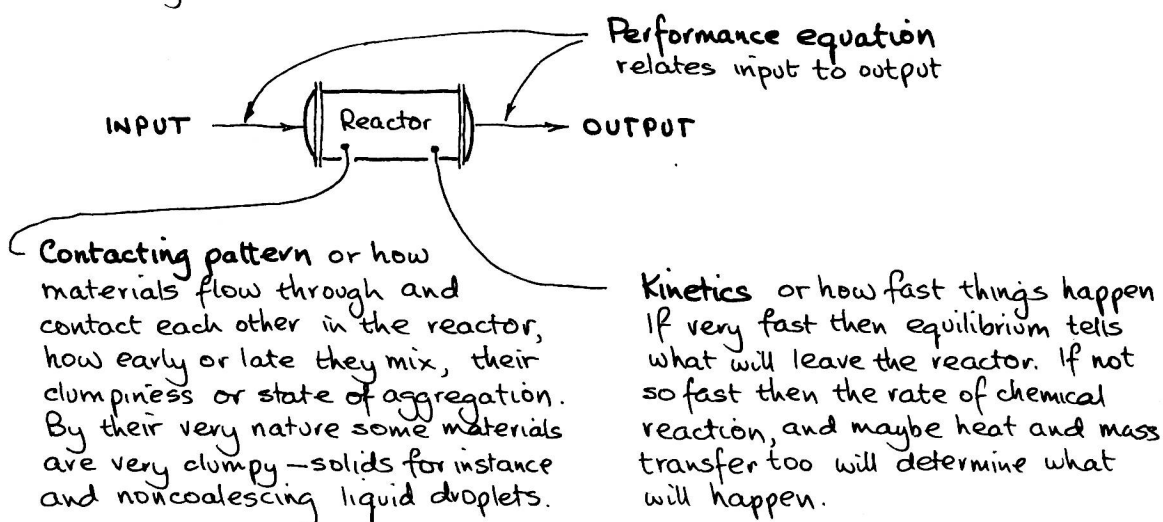 Performance equation
relates input to output
INPUT
Reactor
OUTPUT
Contacting pattern or how
materials flow through and
contact each other in the reactor,
how early or late they mix, their
clumpiness or state of aggregation.
By their very nature some materials
are very clumpy—solids for instance
and noncoalescing liquid droplets.
Kinetics or how fast things happen
If very fast then equilibrium tells
what will leave the reactor. If not
so fast then the rate of chemical
reaction, and maybe heat and mass
transfer too will determine what
will happen.